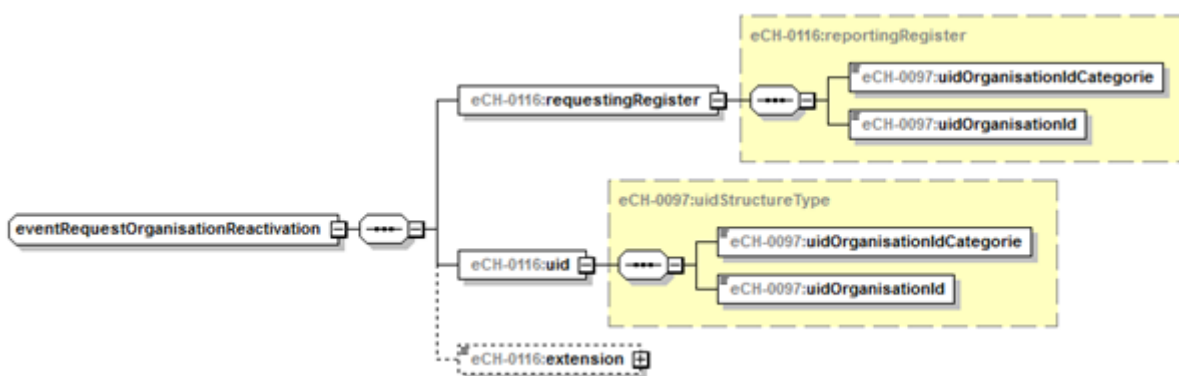 eCH-0116:reportingRegister
eCH-0097:uidOrganisationIdCategorie
eCH-0116:requestingRegister
eCH-0097:uidOrganisationId
eCH-0097:uidStructureType
eventRequestOrganisationReactivation
eCH-0097:uidOrganisationIdCategorie
eCH-0116:uid
eCH-0097:uidOrganisationId
eCH-0116:extension